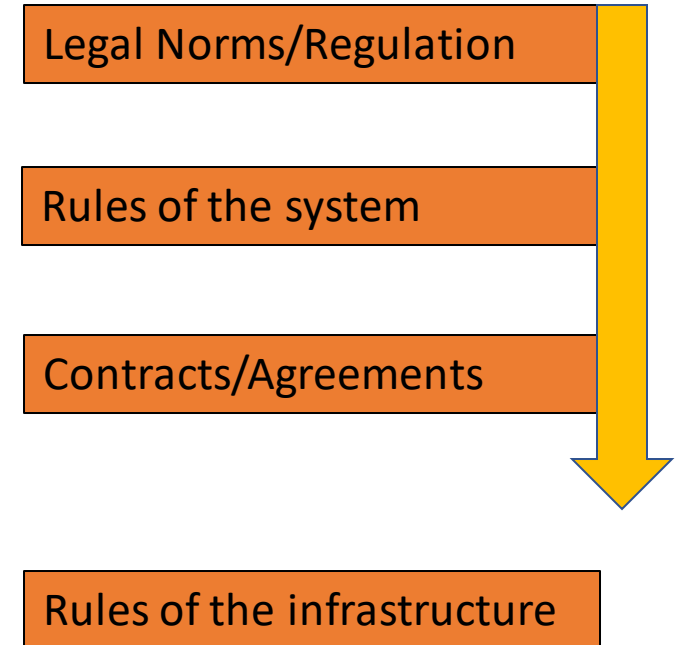 Legal Norms/Regulation
Rules of the system
Contracts/Agreements
Rules of the infrastructure